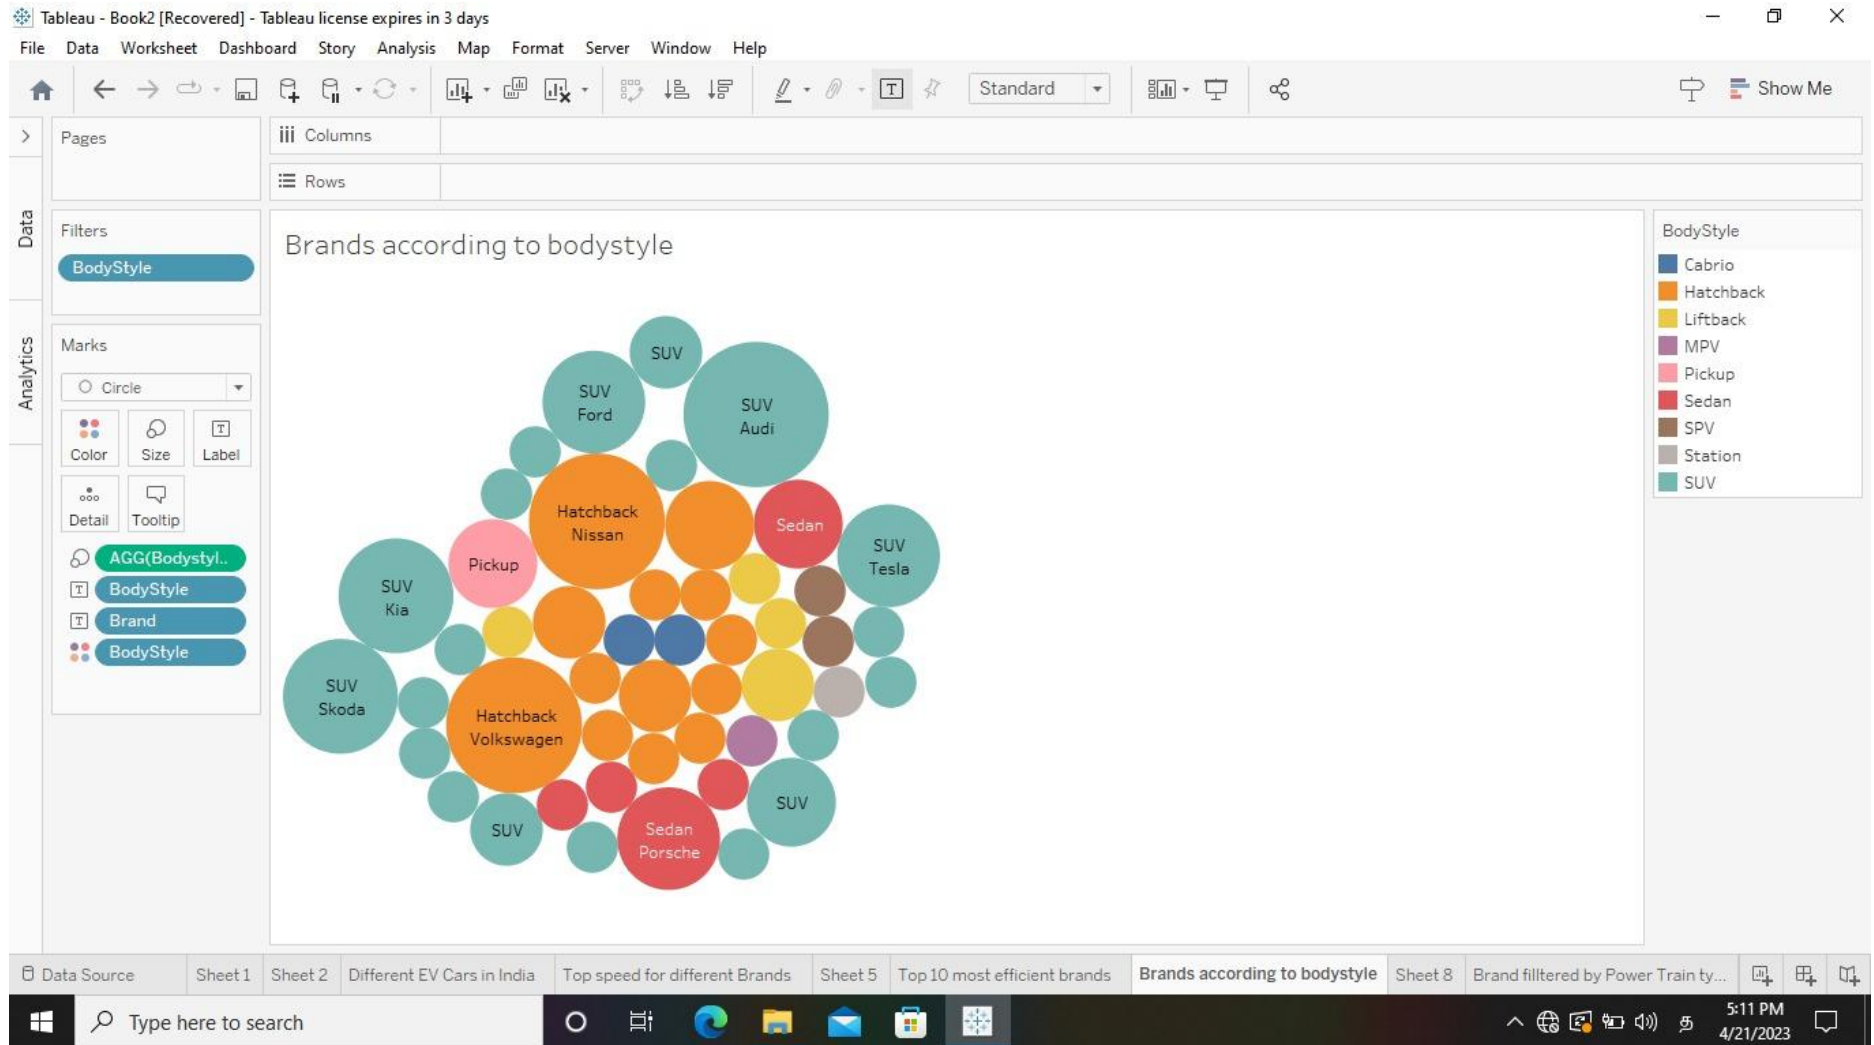 Tableau - Book2 [Recovered] - Tableau license expires in 3 days
File Data Worksheet Dashboard Story Analysis Map Format Server Window Help
Standard
Show Me
Pages
Columns
Rows
Data
Analytics
Filters
BodyStyle
Marks
Circle
Color Size Label
Detail Tooltip
AGG(Bodystyl..
BodyStyle
Brand
BodyStyle
Brands according to bodystyle
SUV
SUV
Ford
SUV
Audi
Hatchback
Nissan
Sedan
SUV
Tesla
Pickup
SUV
Kia
SUV
Skoda
Hatchback
Volkswagen
SUV
Sedan
Porsche
SUV
BodyStyle
Cabrio
Hatchback
Liftback
MPV
Pickup
Sedan
SPV
Station
SUV
Data Source Sheet 1 Sheet 2 Different EV Cars in India Top speed for different Brands Sheet 5 Top 10 most efficient brands Brands according to bodystyle Sheet 8 Brand filltered by Power Train ty...
Type here to search
த
5:11 PM
4/21/2023